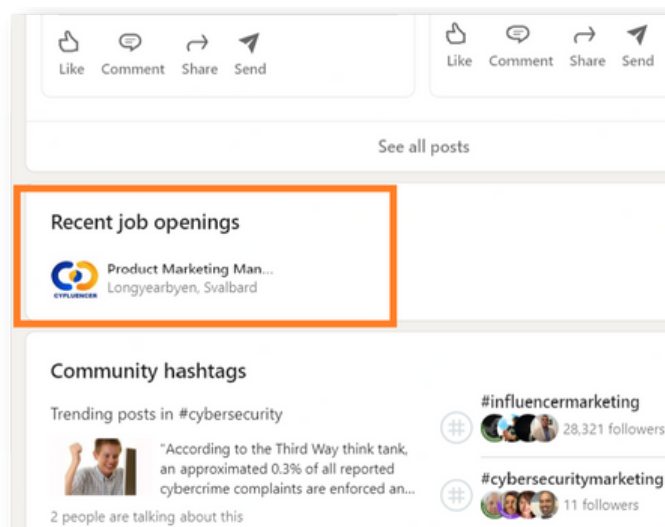 Like Comment Share Send
Like Comment Share Send
See all posts
Recent job openings
Product Marketing Man...
Longyearbyen, Svalbard
CYFLUENCER
Community hashtags
Trending posts in #cybersecurity
"According to the Third Way think tank,
an approximated 0.3% of all reported
cybercrime complaints are enforced an...
2 people are talking about this
#influencermarketing
28,321 followers
#cybersecuritymarketing
11 followers